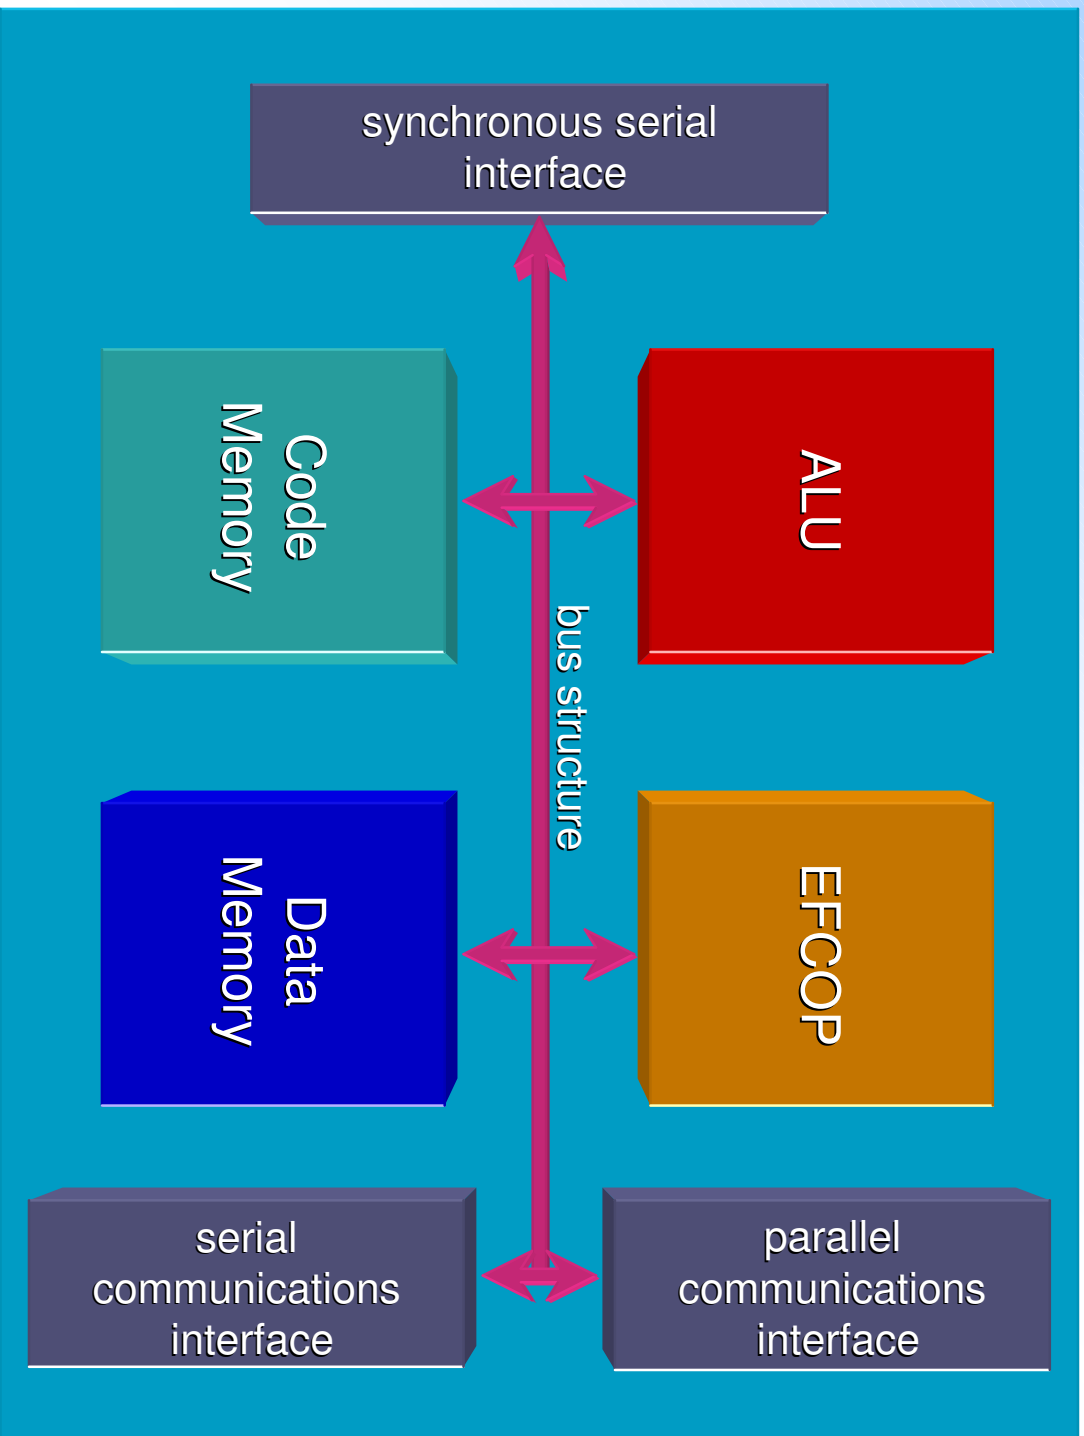 synchronous serial
interface
Code
Memory
ALU
bus structure
Data
Memory
EFCOP
serial
communications
interface
parallel
communications
interface